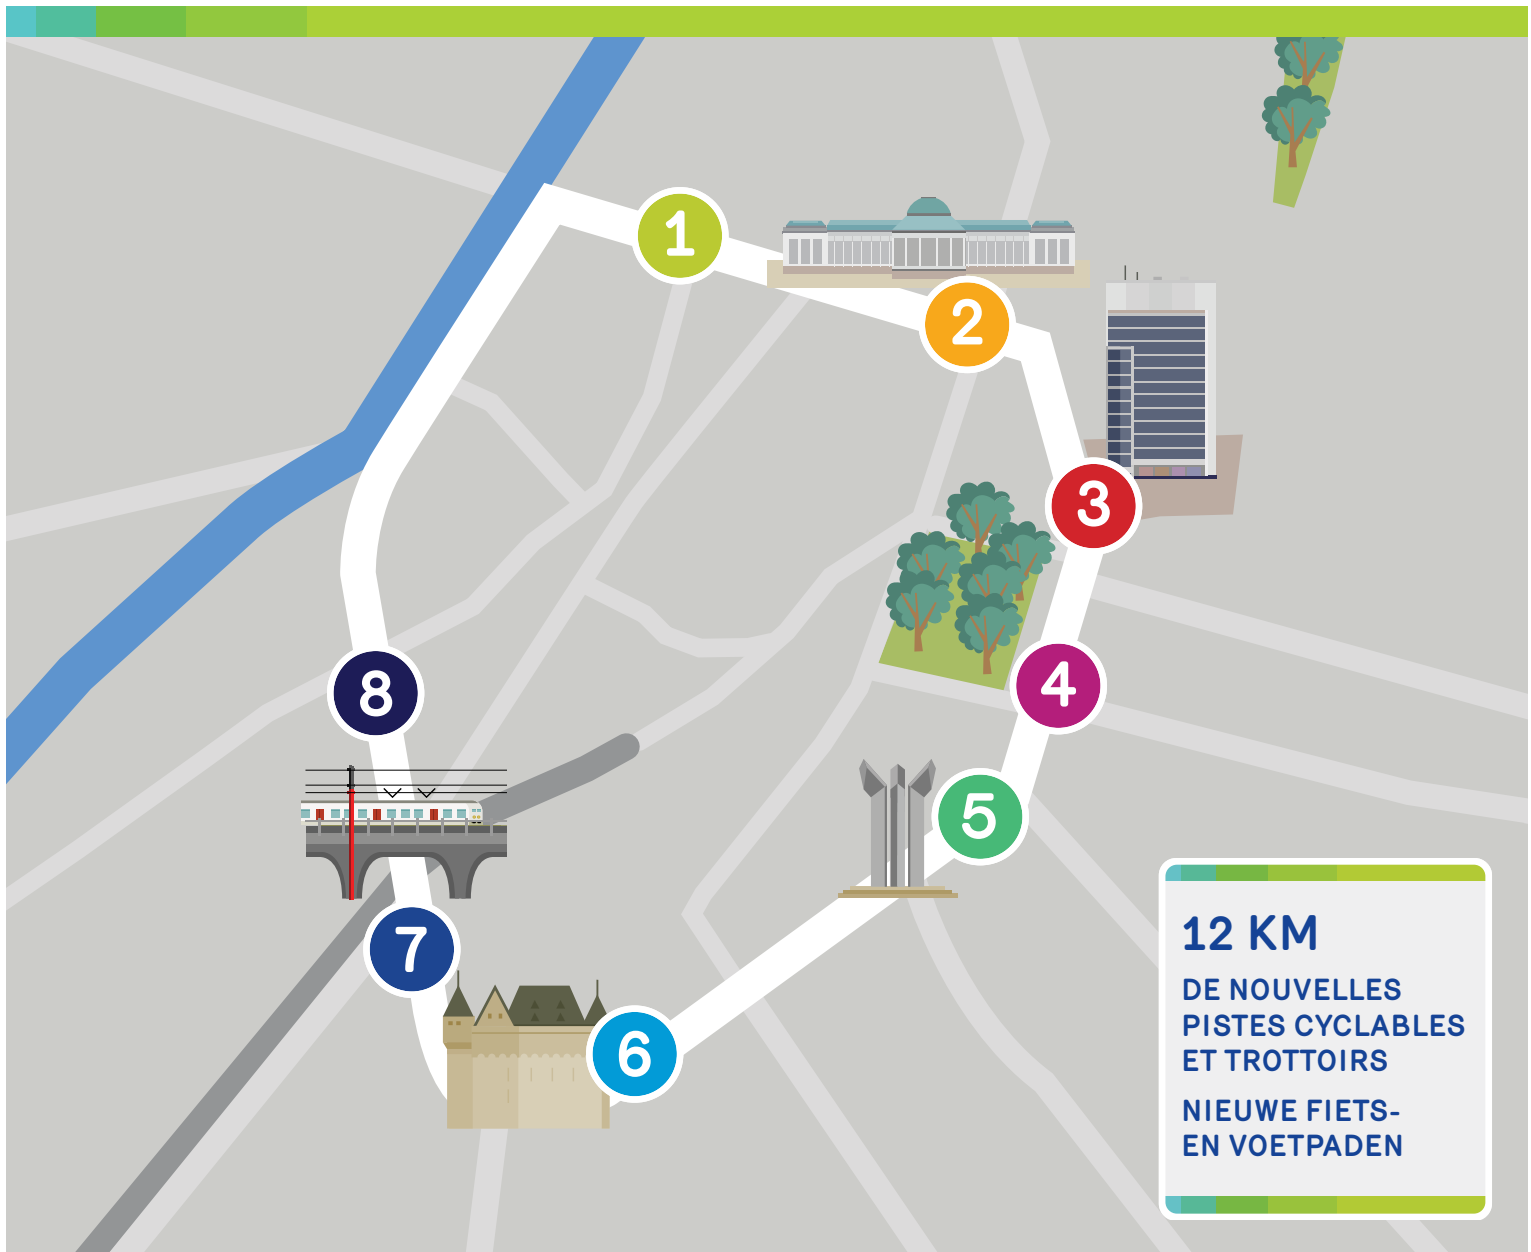 1
2
3
4
5
6
7
8
12 KM
DE NOUVELLES
PISTES CYCLABLES
ET TROTTOIRS
NIEUWE FIETS-
EN VOETPADEN